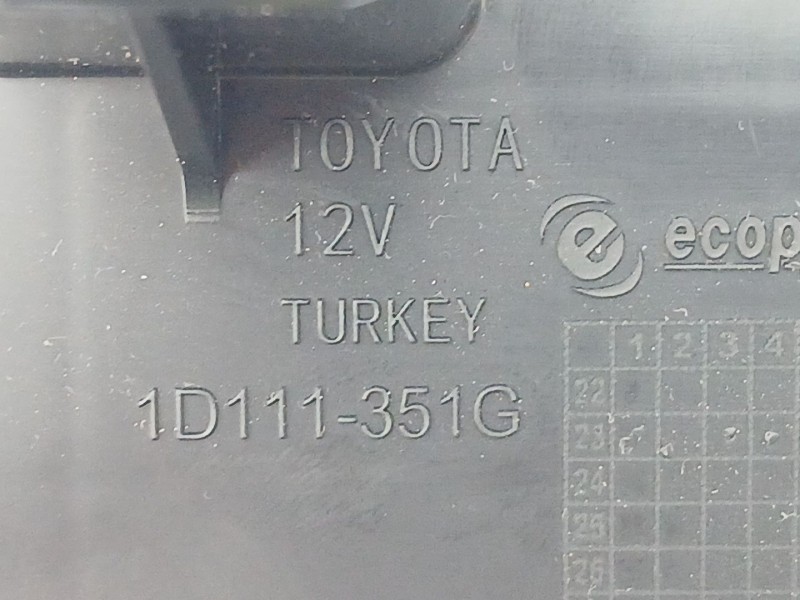 TOYOTA
12V
TURKEY
1D111-351G
e ecop
1 2 3 4
22
23
24
25
26